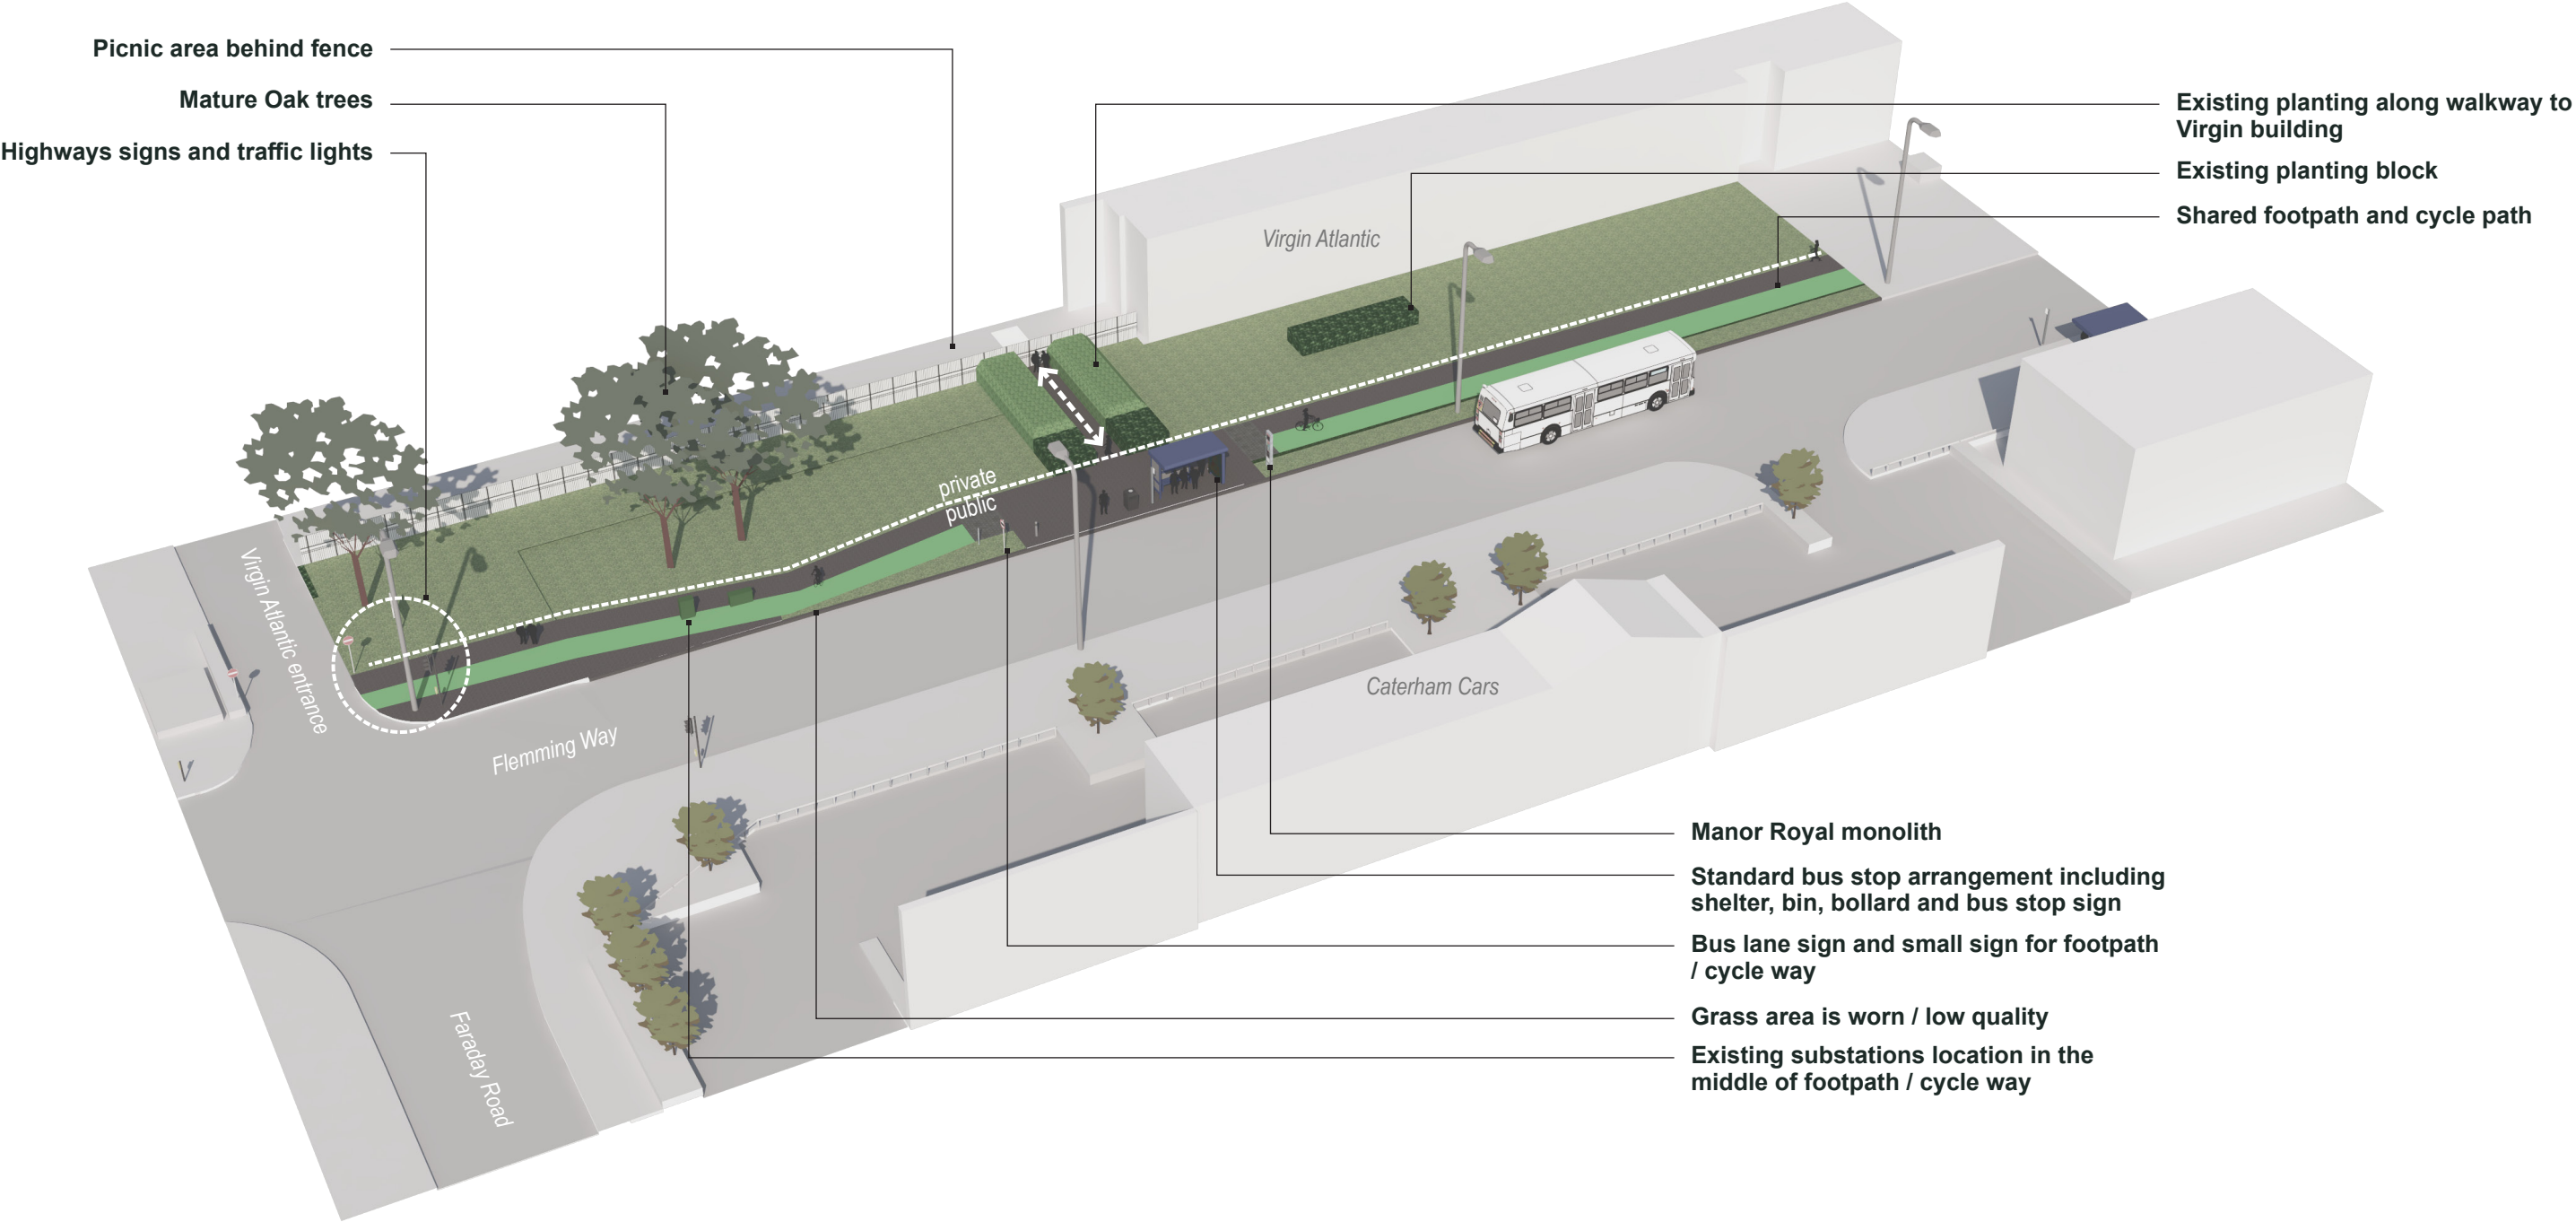 Picnic area behind fence
Mature Oak trees
Highways signs and traffic lights
Existing planting along walkway to
Virgin building
Existing planting block
Shared footpath and cycle path
Virgin Atlantic
private
public
Virgin Atlantic entrance
Flemming Way
Caterham Cars
Faraday Road
Manor Royal monolith
Standard bus stop arrangement including
shelter, bin, bollard and bus stop sign
Bus lane sign and small sign for footpath
/ cycle way
Grass area is worn / low quality
Existing substations location in the
middle of footpath / cycle way